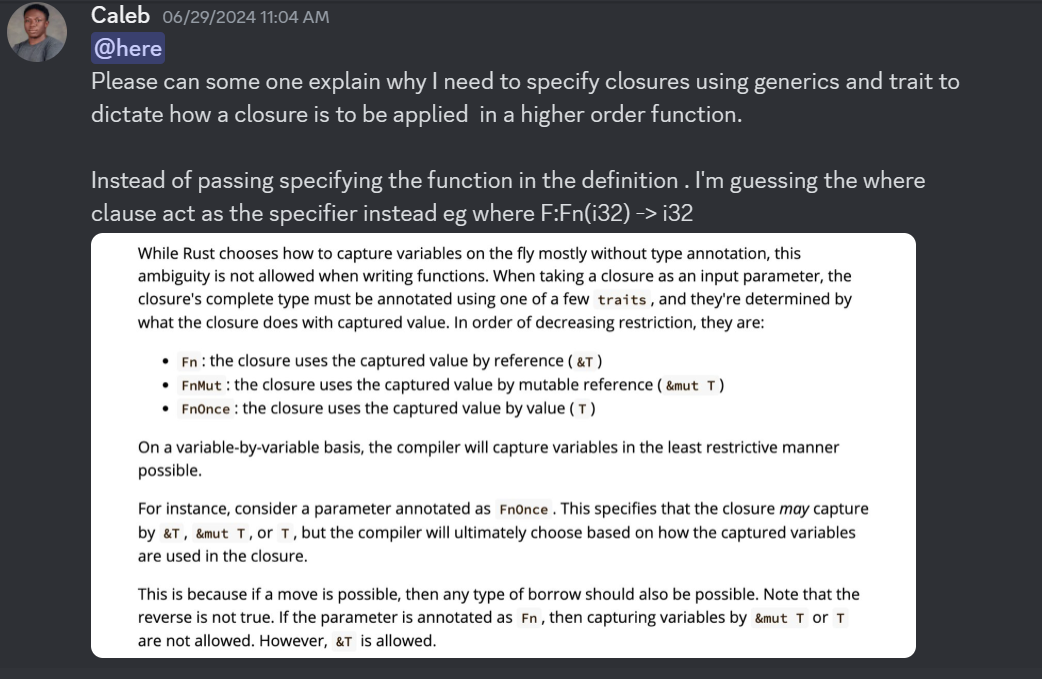 Caleb 06/29/2024 11:04 AM
@here
Please can some one explain why I need to specify closures using generics and trait to
dictate how a closure is to be applied  in a higher order function.
Instead of passing specifying the function in the definition . I'm guessing the where
clause act as the specifier instead eg where F:Fn(i32) -> i32
While Rust chooses how to capture variables on the fly mostly without type annotation, this
ambiguity is not allowed when writing functions. When taking a closure as an input parameter, the
closure's complete type must be annotated using one of a few traits, and they're determined by
what the closure does with captured value. In order of decreasing restriction, they are:
• Fn : the closure uses the captured value by reference ( &T )
• FnMut : the closure uses the captured value by mutable reference ( &mut T )
• FnOnce : the closure uses the captured value by value ( T )
On a variable-by-variable basis, the compiler will capture variables in the least restrictive manner
possible.
For instance, consider a parameter annotated as FnOnce . This specifies that the closure may capture
by &T , &mut T , or T , but the compiler will ultimately choose based on how the captured variables
are used in the closure.
This is because if a move is possible, then any type of borrow should also be possible. Note that the
reverse is not true. If the parameter is annotated as Fn , then capturing variables by &mut T or T
are not allowed. However, &T is allowed.